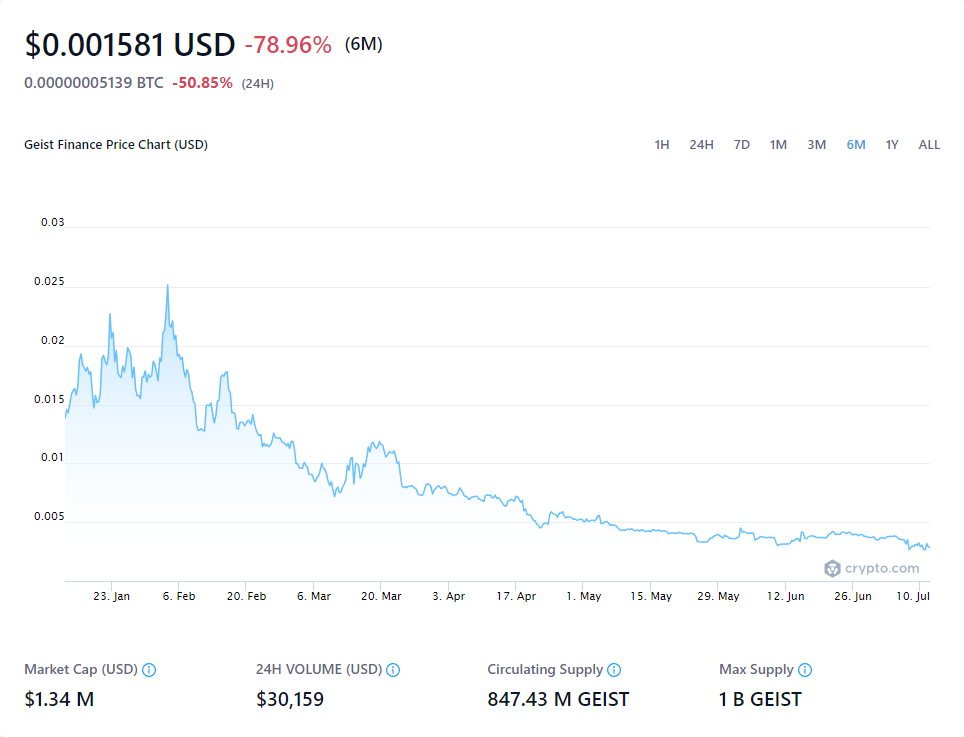 $0.001581 USD -78.96% (6M)
0.00000005139 BTC -50.85% (24H)
Geist Finance Price Chart (USD) 1H 24H 7D 1M 3M 6M 1Y ALL
0.03
0.025
0.02
0.015
0.01
0.005
crypto.com
23. Jan 6. Feb 20. Feb 6. Mar 20. Mar 3. Apr 17. Apr 1. May 15. May 29. May 12. Jun 26. Jun 10. Jul
Market Cap (USD) 24H VOLUME (USD) Circulating Supply Max Supply
$1.34 M $30,159 847.43 M GEIST 1 B GEIST